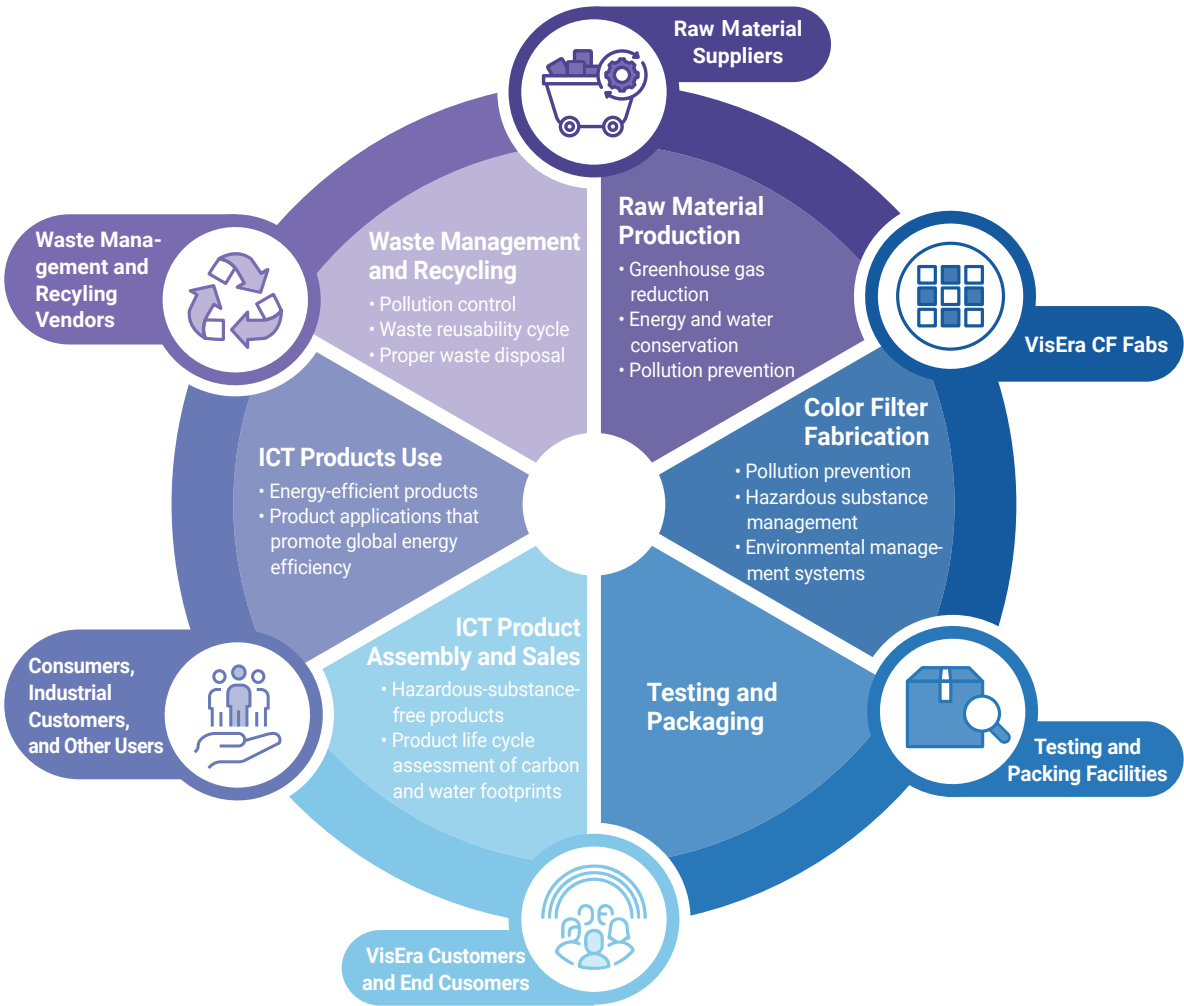 Raw Material
Suppliers
Raw Material
Production
• Greenhouse gas
reduction
• Energy and water
conservation
• Pollution prevention
VisEra CF Fabs
Color Filter
Fabrication
• Pollution prevention
• Hazardous substance
management
• Environmental manage-
ment systems
Testing and
Packing Facilities
Testing and
Packaging
VisEra Customers
and End Cusomers
ICT Product
Assembly and Sales
• Hazardous-substance-
free products
• Product life cycle
assessment of carbon
and water footprints
Consumers,
Industrial
Customers,
and Other Users
ICT Products Use
• Energy-efficient products
• Product applications that
promote global energy
efficiency
Waste Mana-
gement and
Recyling
Vendors
Waste Management
and Recycling
• Pollution control
• Waste reusability cycle
• Proper waste disposal